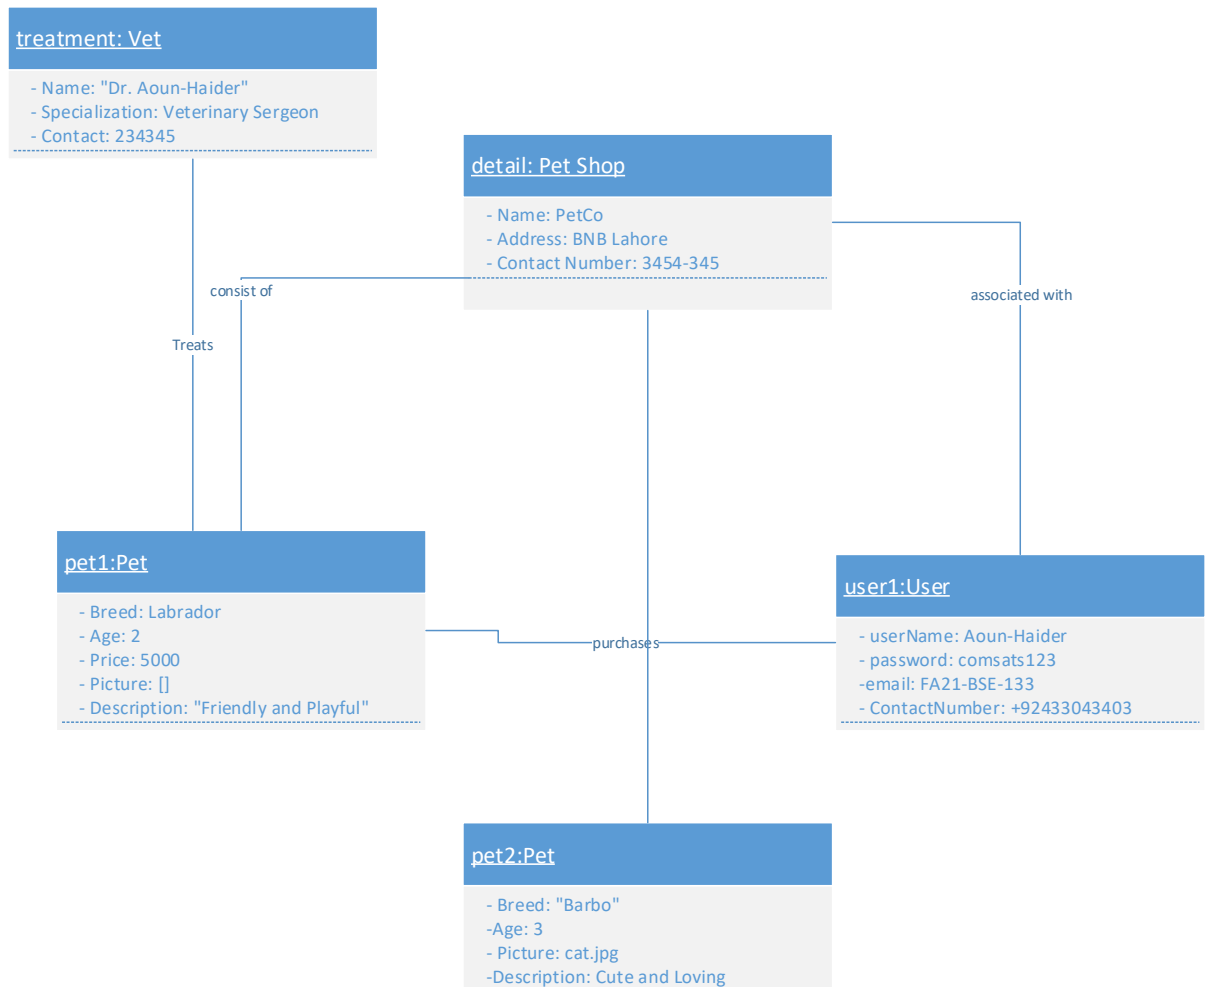 treatment: Vet
- Name: "Dr. Aoun-Haider"
- Specialization: Veterinary Sergeon
- Contact: 234345
detail: Pet Shop
- Name: PetCo
- Address: BNB Lahore
- Contact Number: 3454-345
consist of
associated with
Treats
pet1:Pet
- Breed: Labrador
- Age: 2
- Price: 5000
- Picture: []
- Description: "Friendly and Playful"
purchases
user1:User
- userName: Aoun-Haider
- password: comsats123
-email: FA21-BSE-133
- ContactNumber: +92433043403
pet2:Pet
- Breed: "Barbo"
-Age: 3
- Picture: cat.jpg
-Description: Cute and Loving